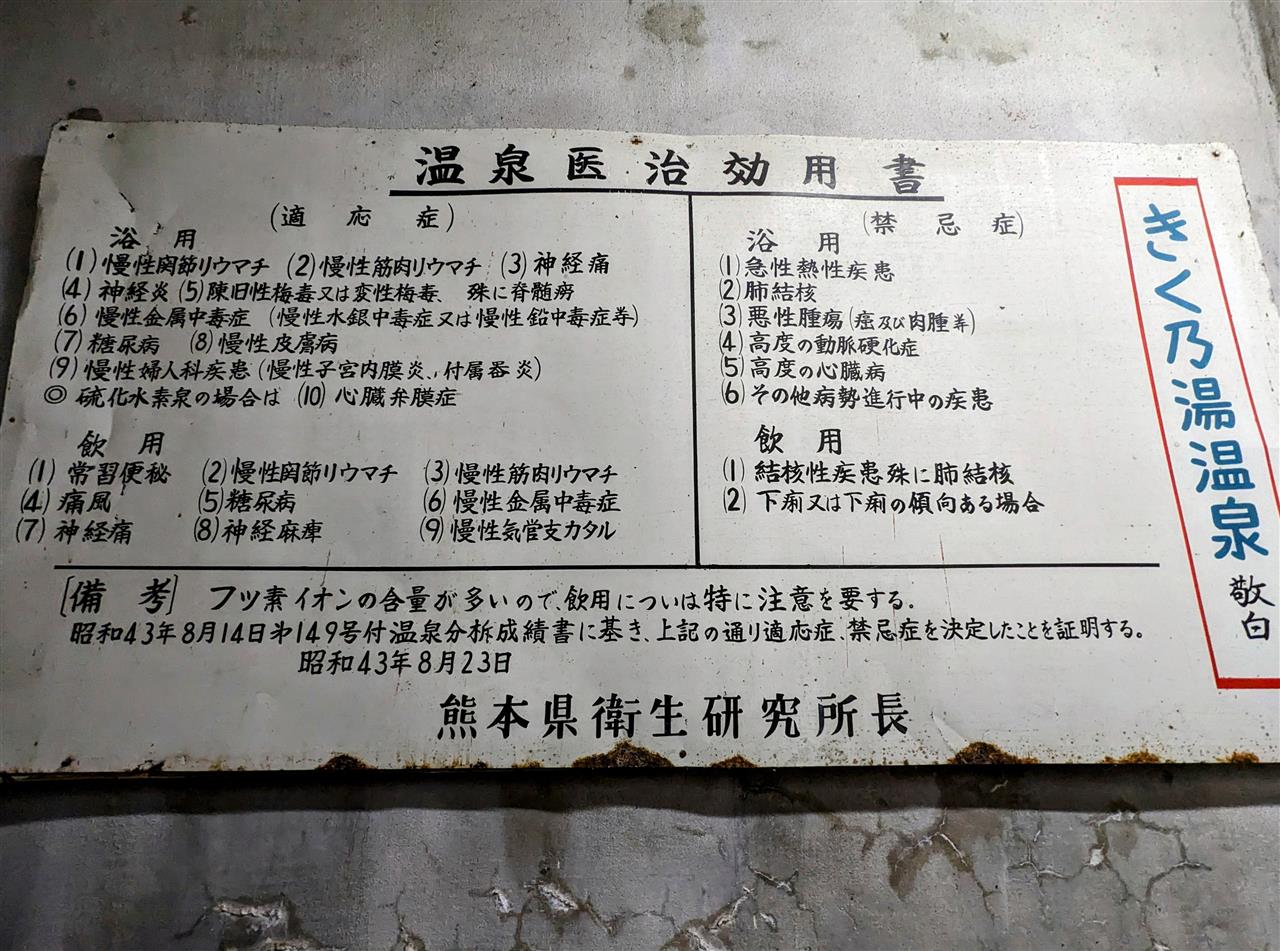 温泉医治効用書
(適応症)
浴用
(1)慢性関節リウマチ (2)慢性筋肉リウマチ (3)神経痛
(4)神経炎 (5)陳旧性梅毒又は変性梅毒、殊に脊髄癆
(6)慢性金属中毒症 (慢性水銀中毒症又は慢性鉛中毒症等)
(7)糖尿病 (8)慢性皮膚病
(9)慢性婦人科疾患(慢性子宮内膜炎、付属器炎)
◎硫化水素泉の場合は (10)心臓弁膜症
飲用
(1)常習便秘 (2)慢性関節リウマチ (3)慢性筋肉リウマチ
(4)痛風 (5)糖尿病 (6)慢性金属中毒症
(7)神経痛 (8)神経麻痺 (9)慢性気管支カタル
(禁忌症)
浴用
(1)急性熱性疾患
(2)肺結核
(3)悪性腫瘍(癌及び肉腫等)
(4)高度の動脈硬化症
(5)高度の心臓病
(6)その他病勢進行中の疾患
飲用
(1)結核性疾患殊に肺結核
(2)下痢又は下痢の傾向ある場合
[備考] フッ素イオンの含量が多いので、飲用についは特に注意を要する.
昭和43年8月14日第149号付温泉分析成績書に基き、上記の通り適応症、禁忌症を決定したことを証明する。
昭和43年8月23日
熊本県衛生研究所長
きく乃湯温泉
敬白